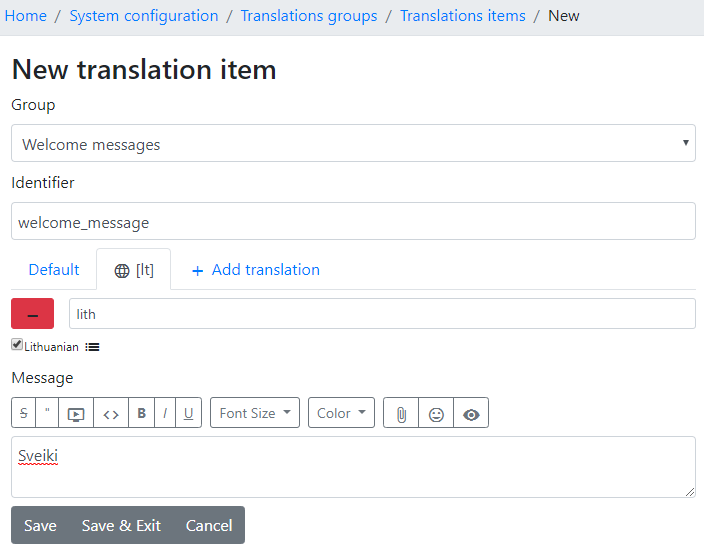 Home / System configuration / Translations groups / Translations items / New
New translation item
Group
Welcome messages
Identifier
welcome_message
Default [lt] + Add translation
lith
Lithuanian
Message
S " <> B I U Font Size Color
Sveiki
Save Save & Exit Cancel